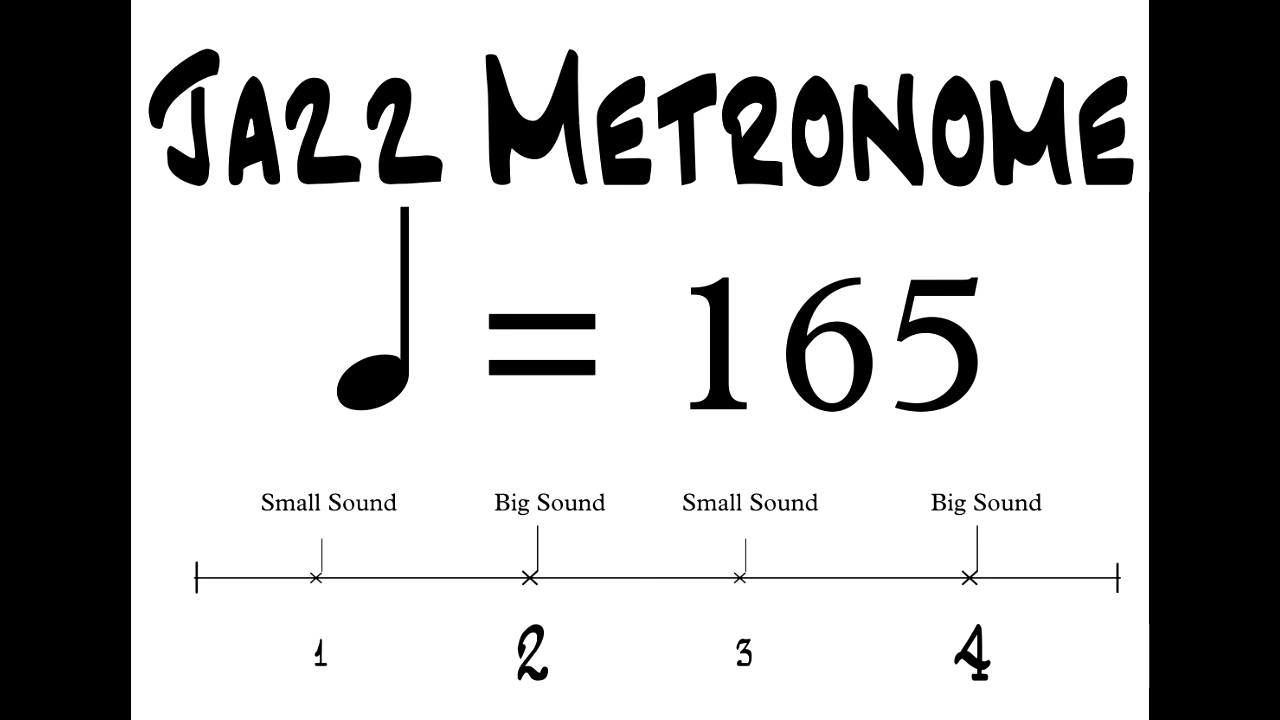 Jazz Metronome
♩ = 165
Small Sound Big Sound Small Sound Big Sound
1 2 3 4